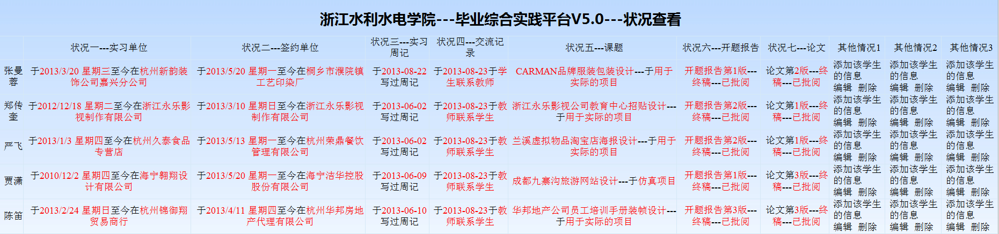 浙江水利水电学院---毕业综合实践平台V5.0---状况查看
状况一---实习单位
状况二---签约单位
状况三---实习
周记
状况四---交流记
录
状况五---课题
状况六---开题报告
状况七---论文
其他情况1
其他情况2
其他情况3
张曼
蓉
于2013/3/20 星期三至今在杭州新韵装
饰公司嘉兴分公司
于2013/5/20 星期一至今在桐乡市濮院镇
工艺印染厂
于2013-08-22
写过周记
于2013-08-23于学
生联系教师
CARMAN品牌服装包装设计---于用于
实际的项目
开题报告第1版---
终稿---已批阅
论文第2版---终
稿---已批阅
添加该学生
的信息
编辑 删除
添加该学生
的信息
编辑 删除
添加该学生
的信息
编辑 删除
郑传
奎
于2012/12/18 星期二至今在浙江永乐影
视制作有限公司
于2013/3/10 星期日至今在浙江永乐影视
制作有限公司
于2013-06-02
写过周记
于2013-08-23于教
师联系学生
浙江永乐影视公司教育中心招贴设计---
于用于实际的项目
开题报告第2版---
终稿---已批阅
论文第1版---终
稿---已批阅
添加该学生
的信息
编辑 删除
添加该学生
的信息
编辑 删除
添加该学生
的信息
编辑 删除
严飞
于2013/1/3 星期四至今在杭州久泰食品
专营店
于2013/5/13 星期一至今在杭州荣鼎餐饮
管理有限公司
于2013-06-02
写过周记
于2013-08-23于教
师联系学生
兰溪虚拟物品淘宝店海报设计---于用于
实际的项目
开题报告第2版---
终稿---已批阅
论文第1版---终
稿---已批阅
添加该学生
的信息
编辑 删除
添加该学生
的信息
编辑 删除
添加该学生
的信息
编辑 删除
贾潇
于2010/12/2 星期四至今在海宁翱翔设
计有限公司
于2013/5/20 星期一至今在海宁洁华控股
股份有限公司
于2013-06-09
写过周记
于2013-08-23于教
师联系学生
成都九寨沟旅游网站设计---于仿真项目
开题报告第1版---
终稿---已批阅
论文第3版---终
稿---已批阅
添加该学生
的信息
编辑 删除
添加该学生
的信息
编辑 删除
添加该学生
的信息
编辑 删除
陈笛
于2013/2/24 星期日至今在杭州锦御翔
贸易商行
于2013/4/11 星期四至今在杭州华邦房地
产代理有限公司
于2013-06-10
写过周记
于2013-08-23于教
师联系学生
华邦地产公司员工培训手册装帧设计---
于用于实际的项目
开题报告第3版---
终稿---已批阅
论文第3版---终
稿---已批阅
添加该学生
的信息
编辑 删除
添加该学生
的信息
编辑 删除
添加该学生
的信息
编辑 删除